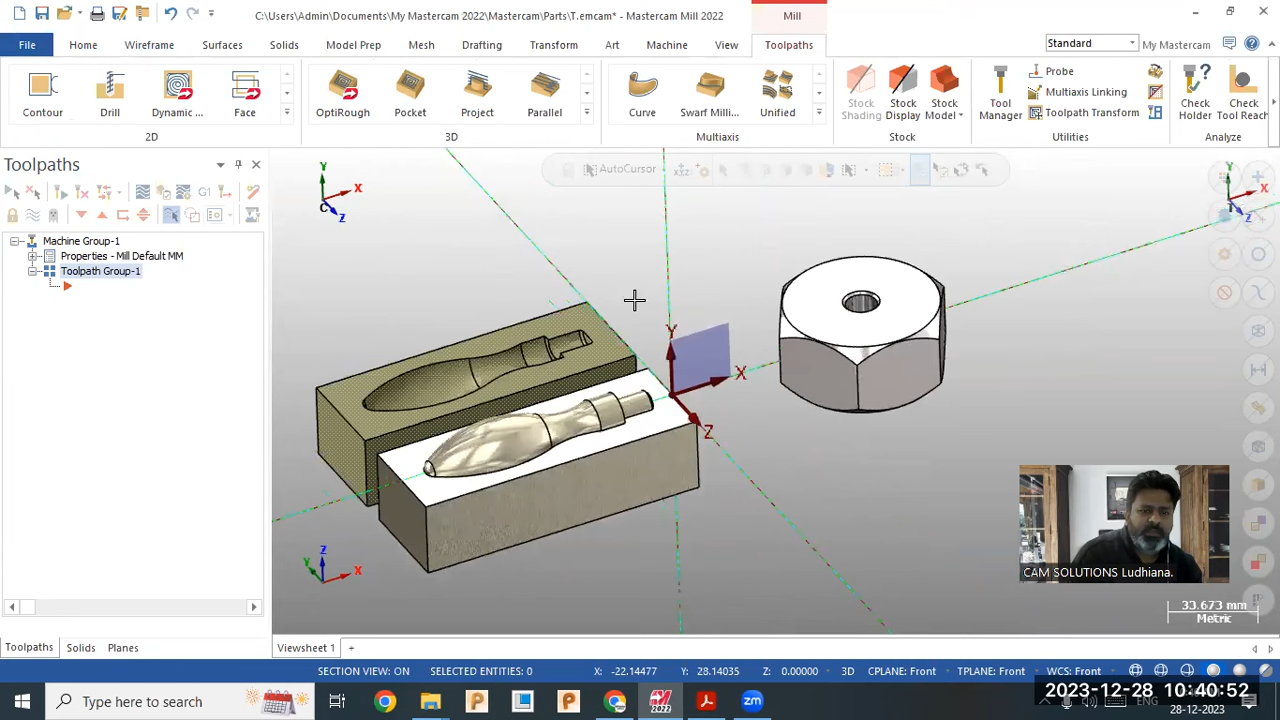 C:\Users\Admin\Documents\My Mastercam 2022\Mastercam\Parts\T.emcam* - Mastercam Mill 2022
Mill
File Home Wireframe Surfaces Solids Model Prep Mesh Drafting Transform Art Machine View Toolpaths
Standard
My Mastercam
Contour Drill Dynamic ... Face
2D
OptiRough Pocket Project Parallel
3D
Curve Swarf Milli... Unified
Multiaxis
Stock Shading
Stock Display
Stock Model
Stock
Tool Manager
Probe
Multiaxis Linking
Toolpath Transform
Utilities
Check Holder
Check Tool Reach
Analyze
Toolpaths
G1
Machine Group-1
Properties - Mill Default MM
Toolpath Group-1
AutoCursor
XYZ
Y
X
Z
C
Y
X
Z
T
Y
X
Z
Z
Y
X
CAM SOLUTIONS Ludhiana.
33.673 mm
Metric
Toolpaths Solids Planes
Viewsheet 1 +
SECTION VIEW: ON SELECTED ENTITIES: 0 X: -22.14477 Y: 28.14035 Z: 0.00000 3D CPLANE: Front TPLANE: Front WCS: Front
Type here to search
2022
2023-12-28 10:40:52
28-12-2023